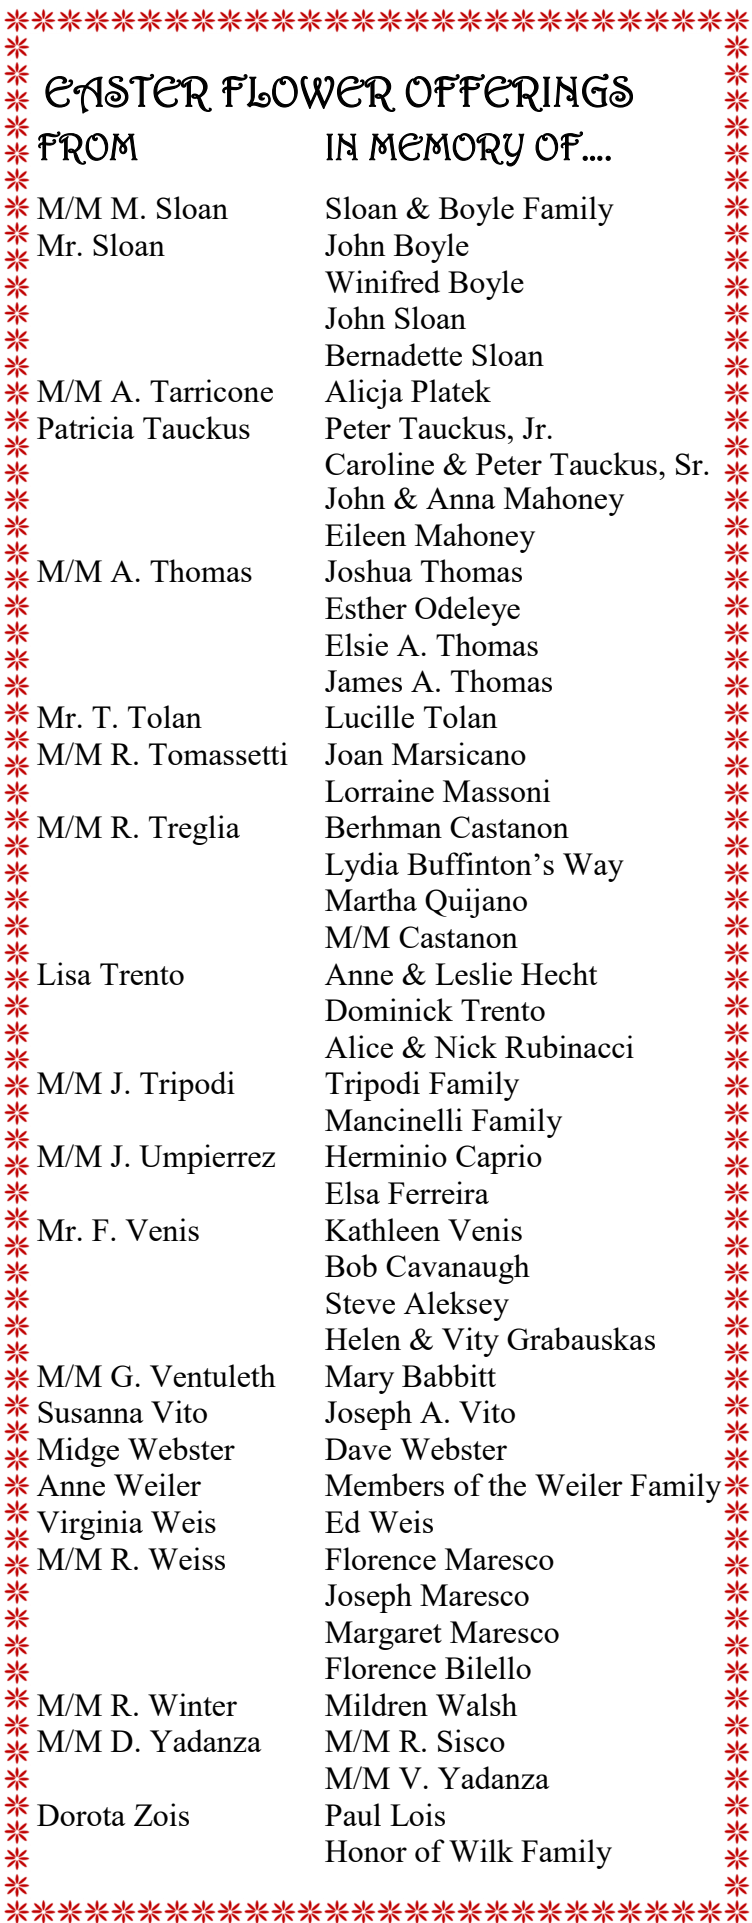 EASTER FLOWER OFFERINGS
FROM IN MEMORY OF....
M/M M. Sloan Sloan & Boyle Family
Mr. Sloan John Boyle
Winifred Boyle
John Sloan
Bernadette Sloan
M/M A. Tarricone Alicja Platek
Patricia Tauckus Peter Tauckus, Jr.
Caroline & Peter Tauckus, Sr.
John & Anna Mahoney
Eileen Mahoney
M/M A. Thomas Joshua Thomas
Esther Odeleye
Elsie A. Thomas
James A. Thomas
Mr. T. Tolan Lucille Tolan
M/M R. Tomassetti Joan Marsicano
Lorraine Massoni
M/M R. Treglia Berhman Castanon
Lydia Buffinton’s Way
Martha Quijano
M/M Castanon
Lisa Trento Anne & Leslie Hecht
Dominick Trento
Alice & Nick Rubinacci
M/M J. Tripodi Tripodi Family
Mancinelli Family
M/M J. Umpierrez Herminio Caprio
Elsa Ferreira
Mr. F. Venis Kathleen Venis
Bob Cavanaugh
Steve Aleksey
Helen & Vity Grabauskas
M/M G. Ventuleth Mary Babbitt
Susanna Vito Joseph A. Vito
Midge Webster Dave Webster
Anne Weiler Members of the Weiler Family
Virginia Weis Ed Weis
M/M R. Weiss Florence Maresco
Joseph Maresco
Margaret Maresco
Florence Bilello
M/M R. Winter Mildren Walsh
M/M D. Yadanza M/M R. Sisco
M/M V. Yadanza
Dorota Zois Paul Lois
Honor of Wilk Family